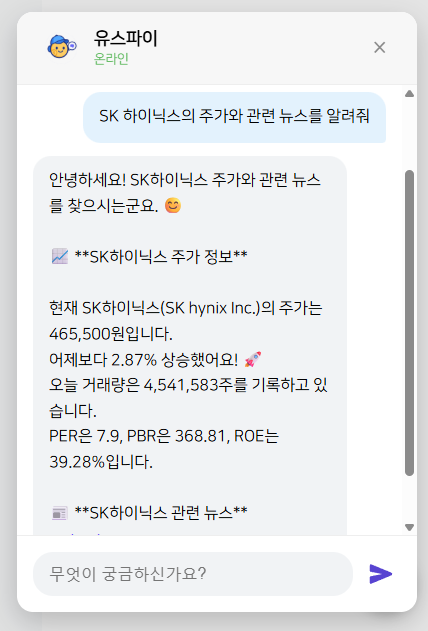 유스파이
온라인
SK 하이닉스의 주가와 관련 뉴스를 알려줘
안녕하세요! SK하이닉스 주가와 관련 뉴스
를 찾으시는군요. 😊
📈 **SK하이닉스 주가 정보**
현재 SK하이닉스(SK hynix Inc.)의 주가는
465,500원입니다.
어제보다 2.87% 상승했어요! 🚀
오늘 거래량은 4,541,583주를 기록하고 있
습니다.
PER은 7.9, PBR은 368.81, ROE는
39.28%입니다.
📰 **SK하이닉스 관련 뉴스**
무엇이 궁금하신가요?